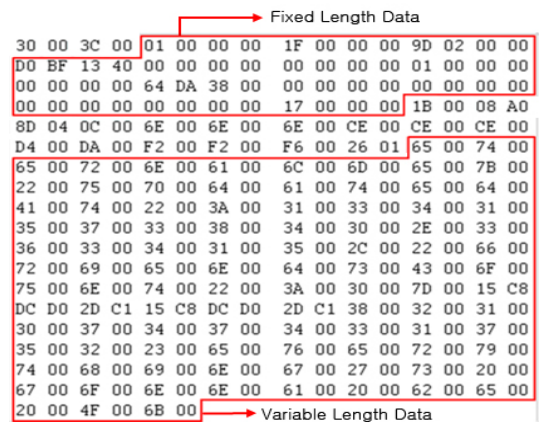 Fixed Length Data
30 00 3C 00 01 00 00 00 1F 00 00 00 9D 02 00 00
D0 BF 13 40 00 00 00 00 00 00 00 00 01 00 00 00
00 00 00 00 64 DA 38 00 00 00 00 00 00 00 00 00
00 00 00 00 00 00 00 00 17 00 00 00 1B 00 08 A0
8D 04 0C 00 6E 00 6E 00 6E 00 CE 00 CE 00 CE 00
D4 00 DA 00 F2 00 F2 00 F6 00 26 01 65 00 74 00
65 00 72 00 6E 00 61 00 6C 00 6D 00 65 00 7B 00
22 00 75 00 70 00 64 00 61 00 74 00 65 00 64 00
41 00 74 00 22 00 3A 00 31 00 33 00 34 00 31 00
35 00 37 00 33 00 38 00 34 00 30 00 2E 00 33 00
36 00 33 00 34 00 31 00 35 00 2C 00 22 00 66 00
72 00 69 00 65 00 6E 00 64 00 73 00 43 00 6F 00
75 00 6E 00 74 00 22 00 3A 00 30 00 7D 00 15 C8
DC D0 2D C1 15 C8 DC D0 2D C1 38 00 32 00 31 00
30 00 37 00 34 00 37 00 34 00 33 00 31 00 37 00
35 00 32 00 23 00 65 00 76 00 65 00 72 00 79 00
74 00 68 00 69 00 6E 00 67 00 27 00 73 00 20 00
67 00 6F 00 6E 00 6E 00 61 00 20 00 62 00 65 00
20 00 4F 00 6B 00
Variable Length Data